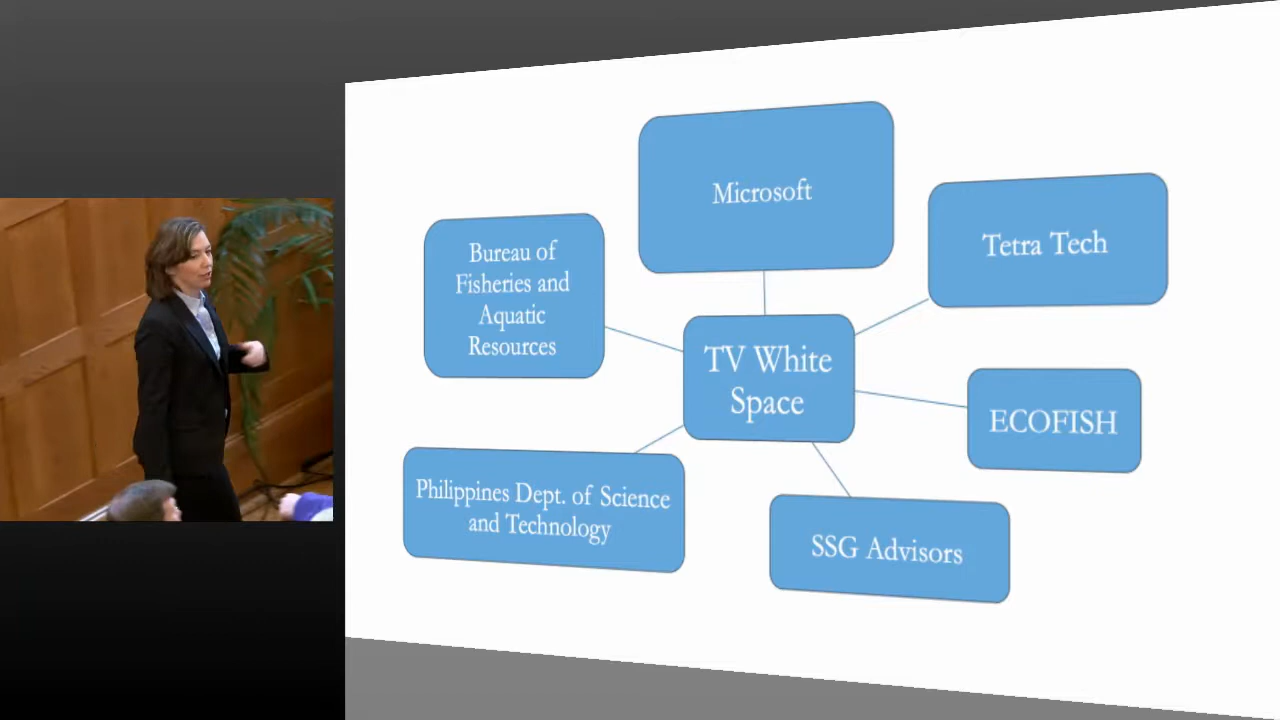 Microsoft
Tetra Tech
Bureau of
Fisheries and
Aquatic
Resources
TV White
Space
ECOFISH
Philippines Dept. of Science
and Technology
SSG Advisors